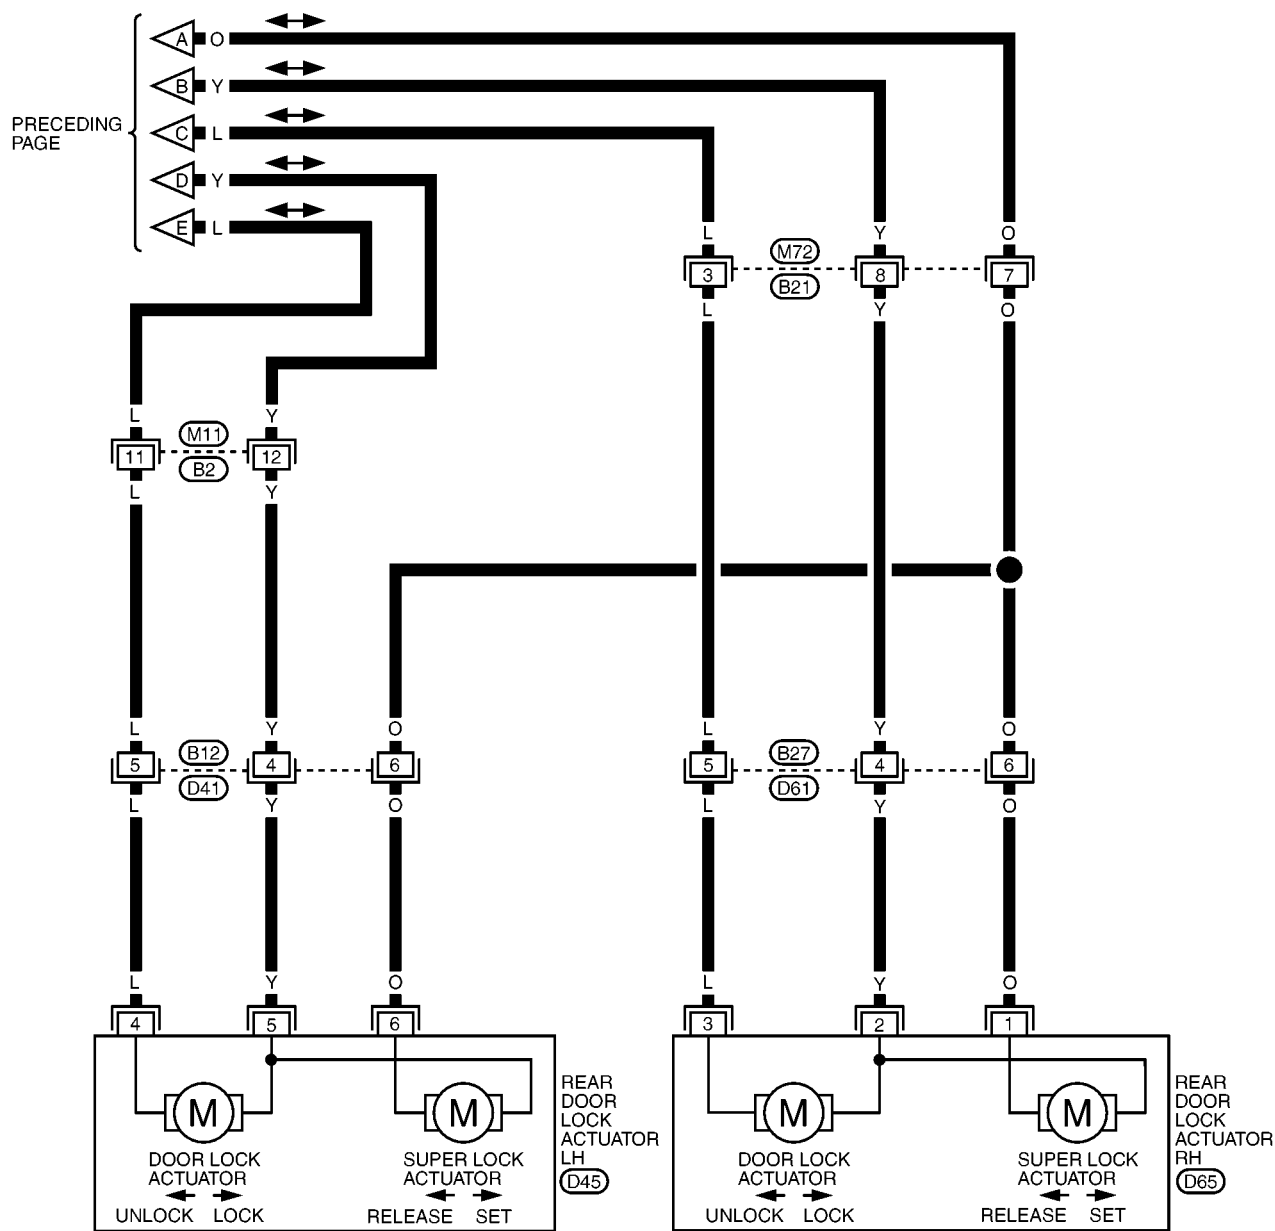 A O
B Y
PRECEDING
PAGE
C L
D Y
E L
L Y O
M72
3 8 7
B21
L Y O
L Y
M11
11 12
B2
L Y
L Y O L Y O
B12 B27
5 4 6 5 4 6
D41 D61
L Y O L Y O
L Y O L Y O
4 5 6 3 2 1
M M M M
REAR
DOOR
LOCK
ACTUATOR
LH
D45
REAR
DOOR
LOCK
ACTUATOR
RH
D65
DOOR LOCK
ACTUATOR
UNLOCK LOCK
SUPER LOCK
ACTUATOR
RELEASE SET
DOOR LOCK
ACTUATOR
UNLOCK LOCK
SUPER LOCK
ACTUATOR
RELEASE SET